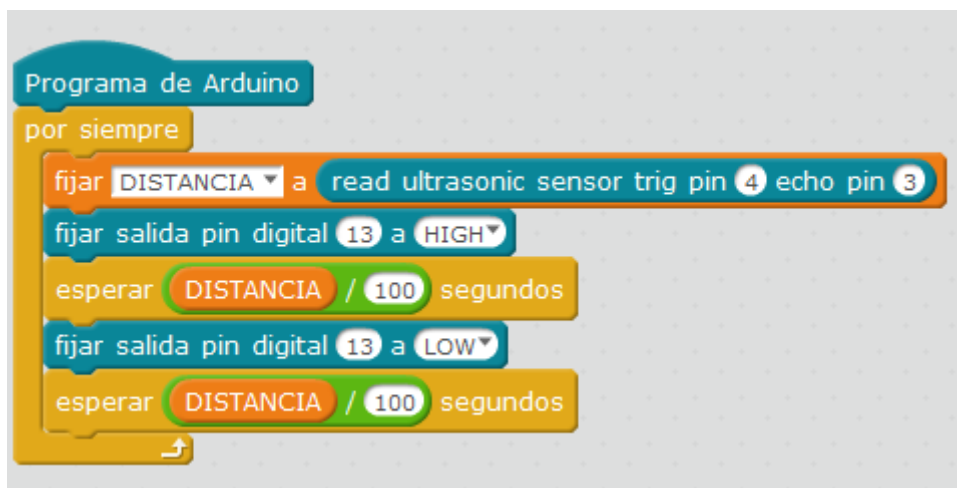 Programa de Arduino
por siempre
fijar DISTANCIA a read ultrasonic sensor trig pin 4 echo pin 3
fijar salida pin digital 13 a HIGH
esperar DISTANCIA / 100 segundos
fijar salida pin digital 13 a LOW
esperar DISTANCIA / 100 segundos